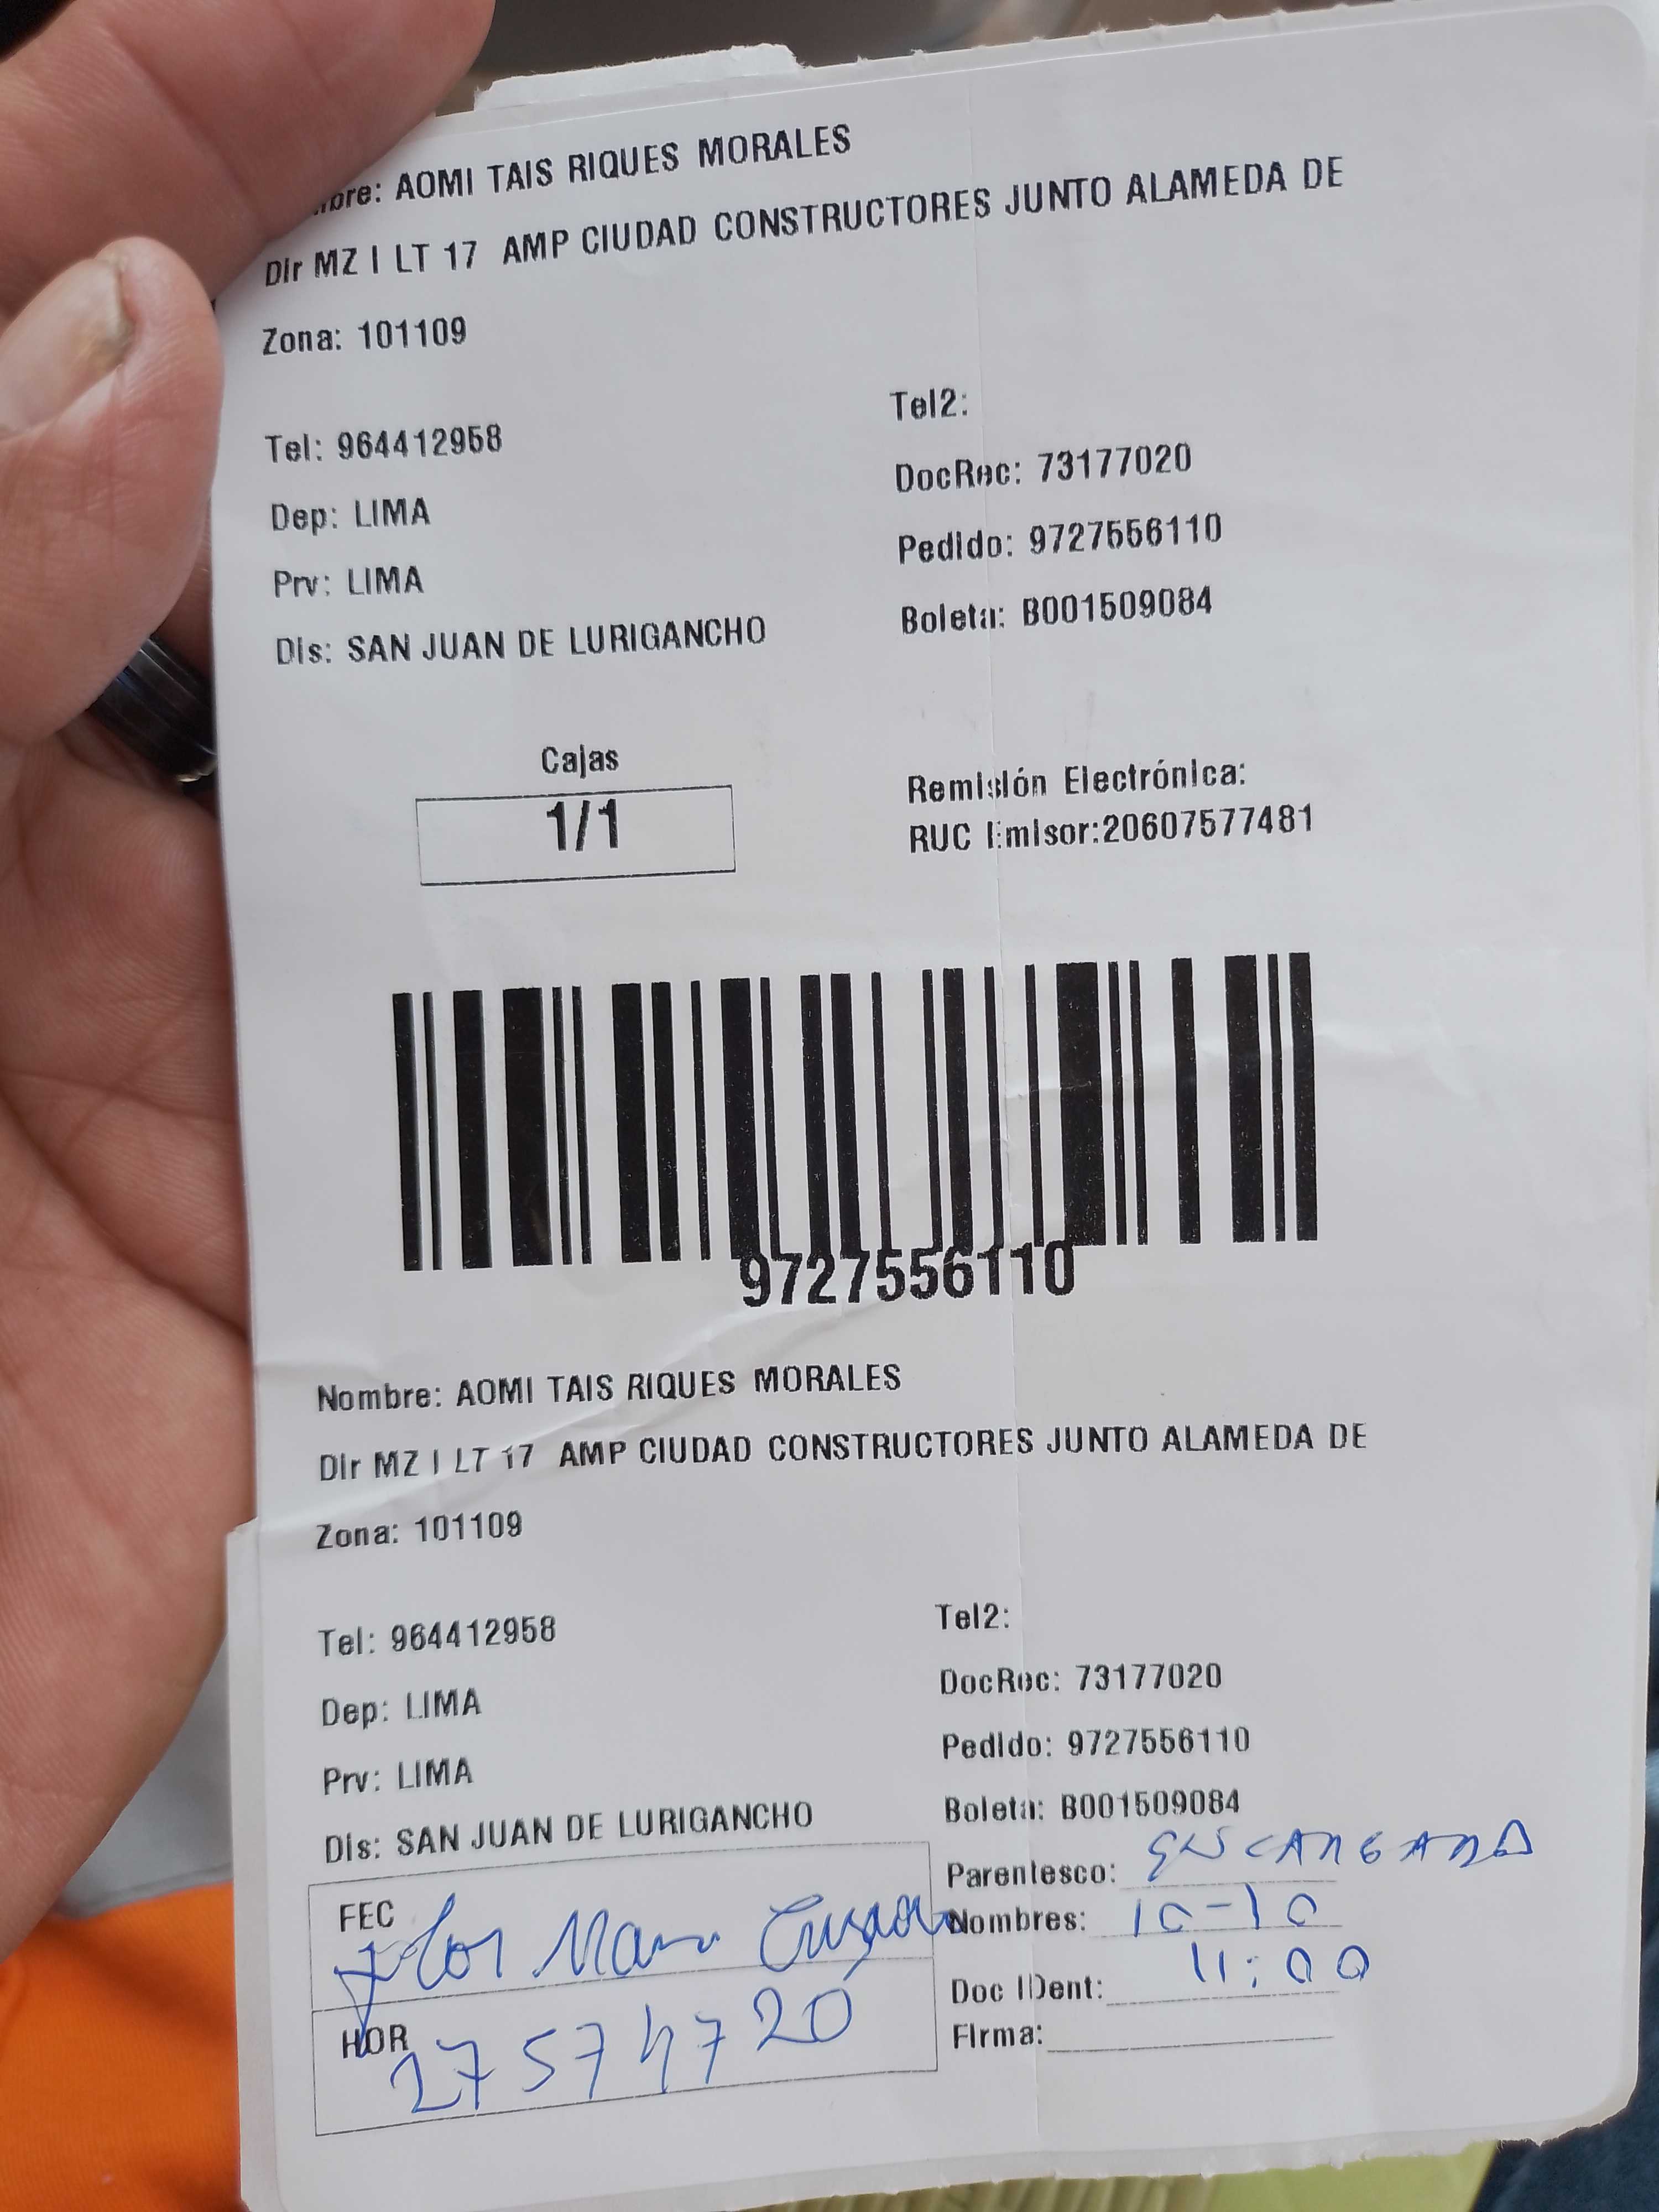 bre: AOMI TAIS RIQUES MORALES
Dir MZ I LT 17 AMP CIUDAD CONSTRUCTORES JUNTO ALAMEDA DE
Zona: 101109
Tel: 964412958
Tel2:
DocRec: 73177020
Dep: LIMA
Pedido: 9727556110
Prv: LIMA
Boleta: B001509084
Dis: SAN JUAN DE LURIGANCHO
Cajas
1/1
Remisión Electrónica:
RUC Emisor:20607577481
9727556110
Nombre: AOMI TAIS RIQUES MORALES
Dir MZ I LT 17 AMP CIUDAD CONSTRUCTORES JUNTO ALAMEDA DE
Zona: 101109
Tel: 964412958
Tel2:
DocRec: 73177020
Dep: LIMA
Pedido: 9727556110
Prv: LIMA
Boleta: B001509084
Dis: SAN JUAN DE LURIGANCHO
Parentesco: ENCARGADA
FEC Flor
Nombres: 10-10
11:00
Doc IDent:
HOR
Firma: